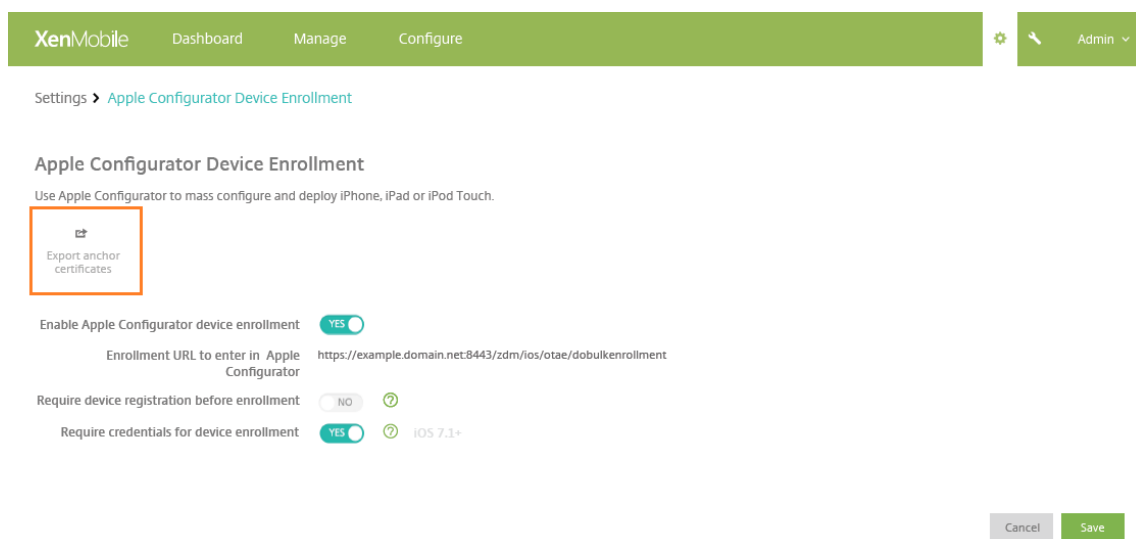 XenMobile Dashboard Manage Configure Admin
Settings > Apple Configurator Device Enrollment
Apple Configurator Device Enrollment
Use Apple Configurator to mass configure and deploy iPhone, iPad or iPod Touch.
Export anchor
certificates
Enable Apple Configurator device enrollment YES
Enrollment URL to enter in Apple https://example.domain.net:8443/zdm/ios/otae/dobulkenrollment
Configurator
Require device registration before enrollment NO ?
Require credentials for device enrollment YES ? iOS 7.1+
Cancel Save